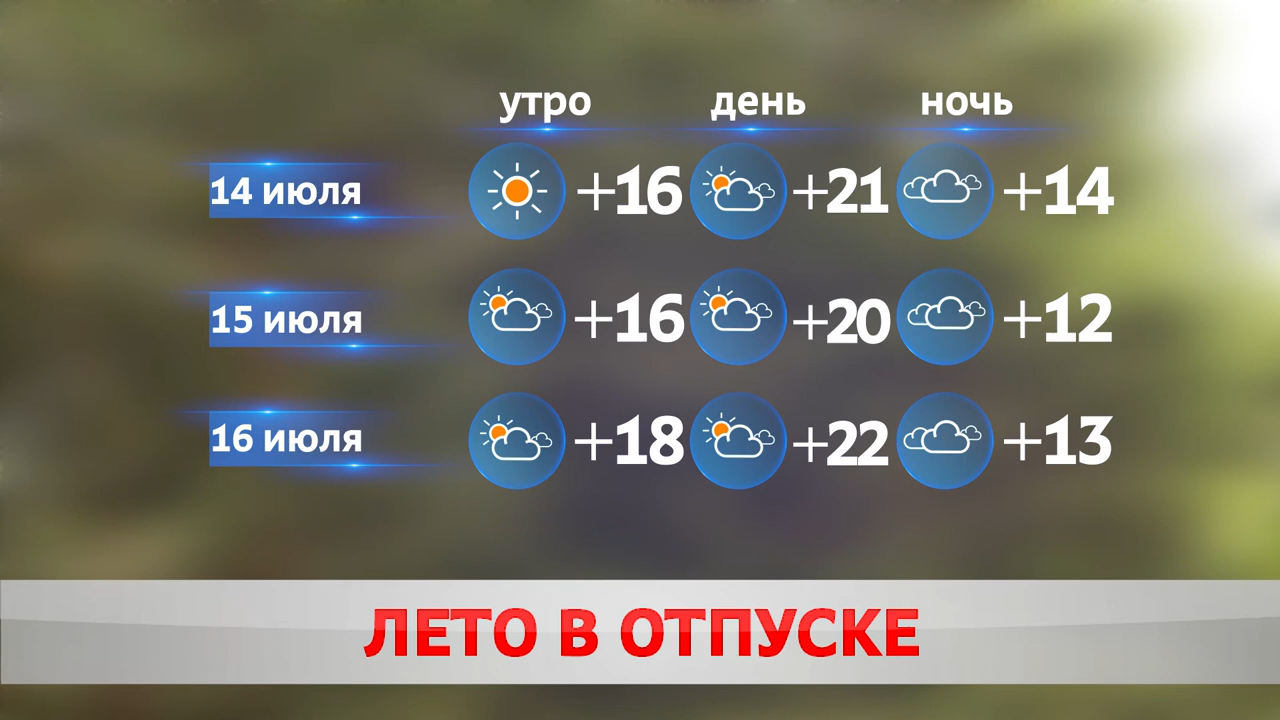 утро день ночь
14 июля +16 +21 +14
15 июля +16 +20 +12
16 июля +18 +22 +13
ЛЕТО В ОТПУСКЕ